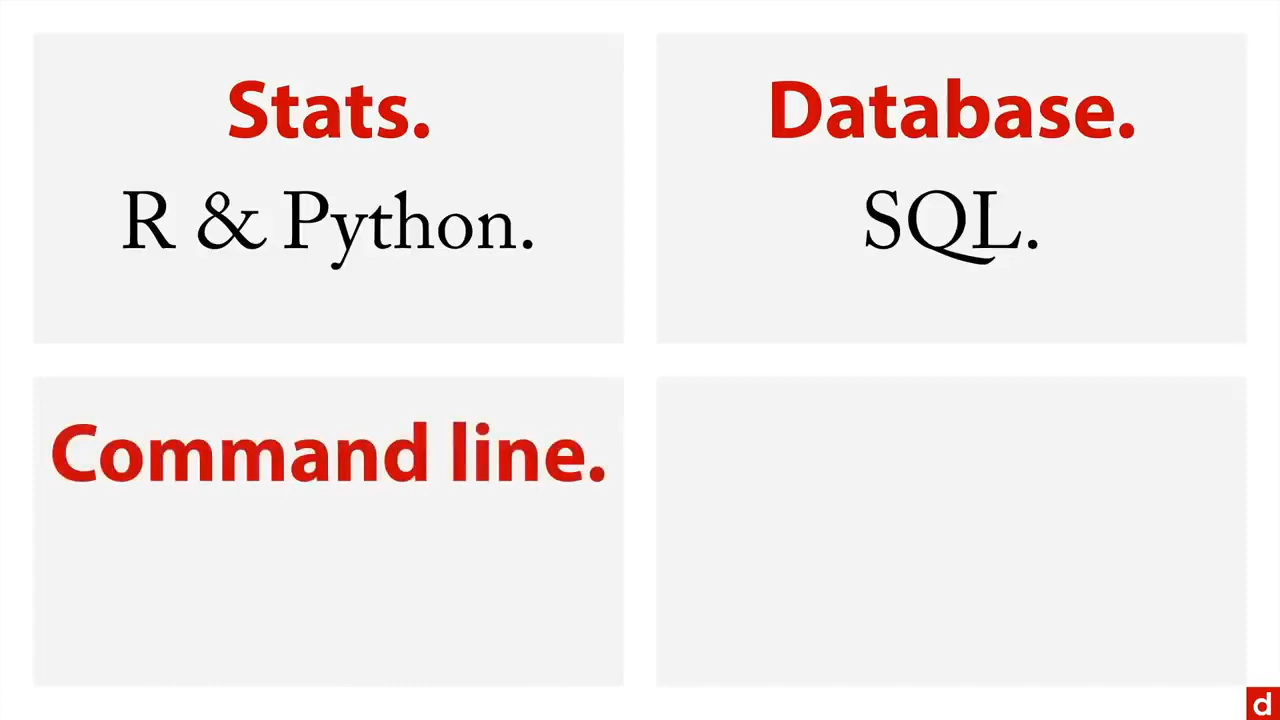 Stats.
R & Python.
Database.
SQL.
Command line.
d